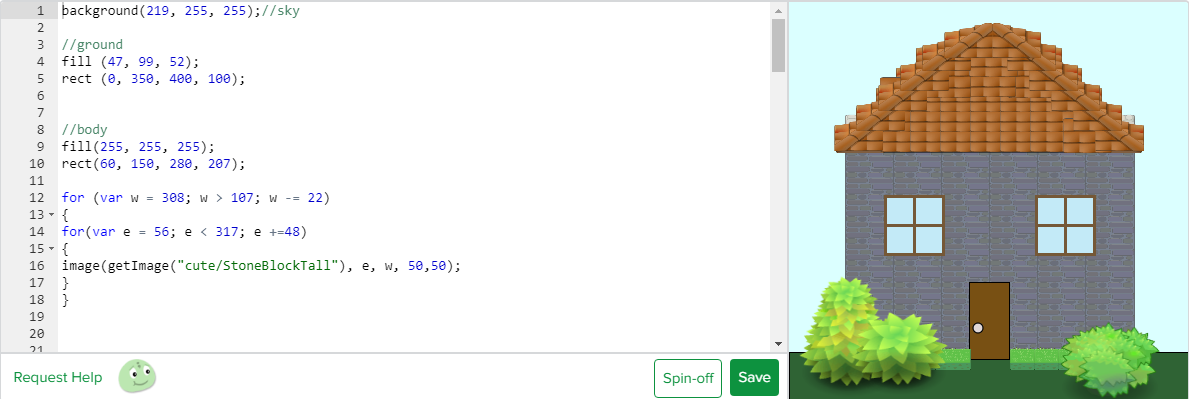 1 background(219, 255, 255);//sky
2
3 //ground
4 fill (47, 99, 52);
5 rect (0, 350, 400, 100);
6
7
8 //body
9 fill(255, 255, 255);
10 rect(60, 150, 280, 207);
11
12 for (var w = 308; w > 107; w -= 22)
13 {
14 for(var e = 56; e < 317; e +=48)
15 {
16 image(getImage("cute/StoneBlockTall"), e, w, 50,50);
17 }
18 }
19
20
21
Request Help Spin-off Save